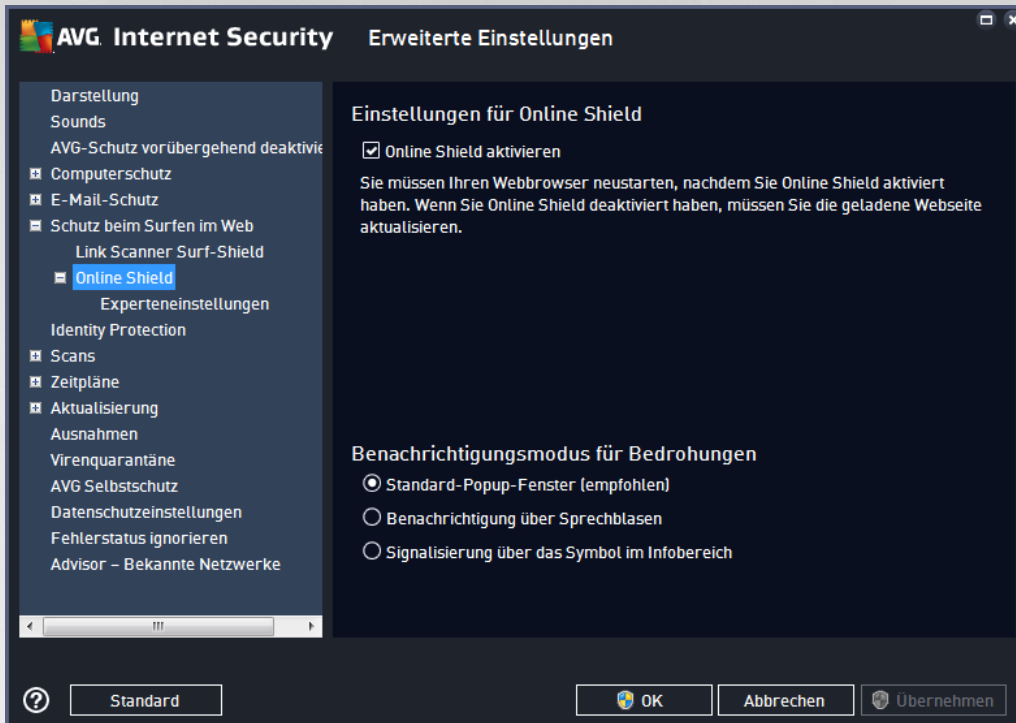 AVG Internet Security Erweiterte Einstellungen
Darstellung
Sounds
AVG-Schutz vorübergehend deaktivie
Computerschutz
E-Mail-Schutz
Schutz beim Surfen im Web
Link Scanner Surf-Shield
Online Shield
Experteneinstellungen
Identity Protection
Scans
Zeitpläne
Aktualisierung
Ausnahmen
Virenquarantäne
AVG Selbstschutz
Datenschutzeinstellungen
Fehlerstatus ignorieren
Advisor – Bekannte Netzwerke
Einstellungen für Online Shield
Online Shield aktivieren
Sie müssen Ihren Webbrowser neustarten, nachdem Sie Online Shield aktiviert
haben. Wenn Sie Online Shield deaktiviert haben, müssen Sie die geladene Webseite
aktualisieren.
Benachrichtigungsmodus für Bedrohungen
Standard-Popup-Fenster (empfohlen)
Benachrichtigung über Sprechblasen
Signalisierung über das Symbol im Infobereich
? Standard OK Abbrechen Übernehmen